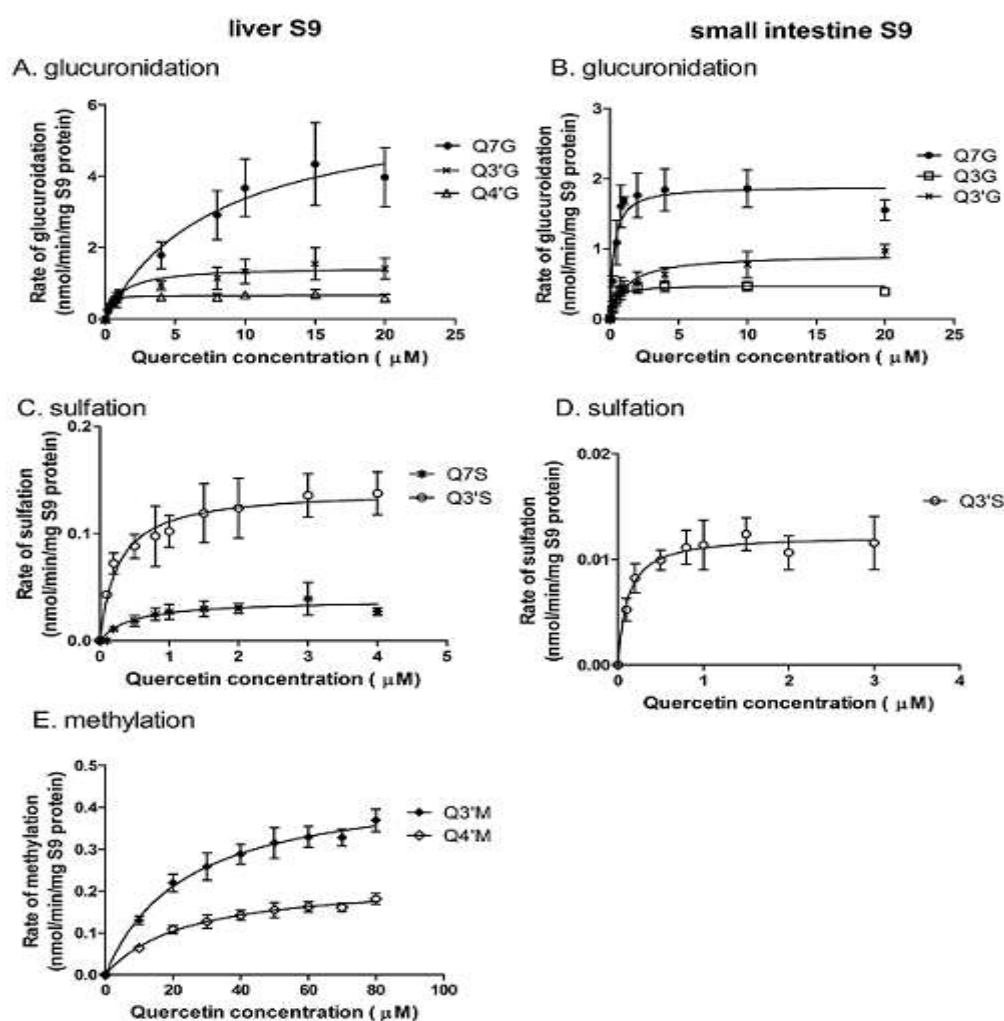 liver S9
small intestine S9
A. glucuronidation
B. glucuronidation
Rate of glucuroidation
(nmol/min/mg S9 protein)
6
4
2
0
0 5 10 15 20 25
Quercetin concentration ( μM)
Q7G
Q3'G
Q4'G
Rate of glucuroidation
(nmol/min/mg S9 protein)
3
2
1
0
0 5 10 15 20 25
Quercetin concentration ( μM)
Q7G
Q3G
Q3'G
C. sulfation
D. sulfation
Rate of sulfation
(nmol/min/mg S9 protein)
0.2
0.1
0.0
0 1 2 3 4 5
Quercetin concentration ( μM)
Q7S
Q3'S
Rate of sulfation
(nmol/min/mg S9 protein)
0.02
0.01
0.00
0 1 2 3 4
Quercetin concentration ( μM)
Q3'S
E. methylation
Rate of methylation
(nmol/min/mg S9 protein)
0.5
0.4
0.3
0.2
0.1
0.0
0 20 40 60 80 100
Quercetin concentration ( μM)
Q3'M
Q4'M